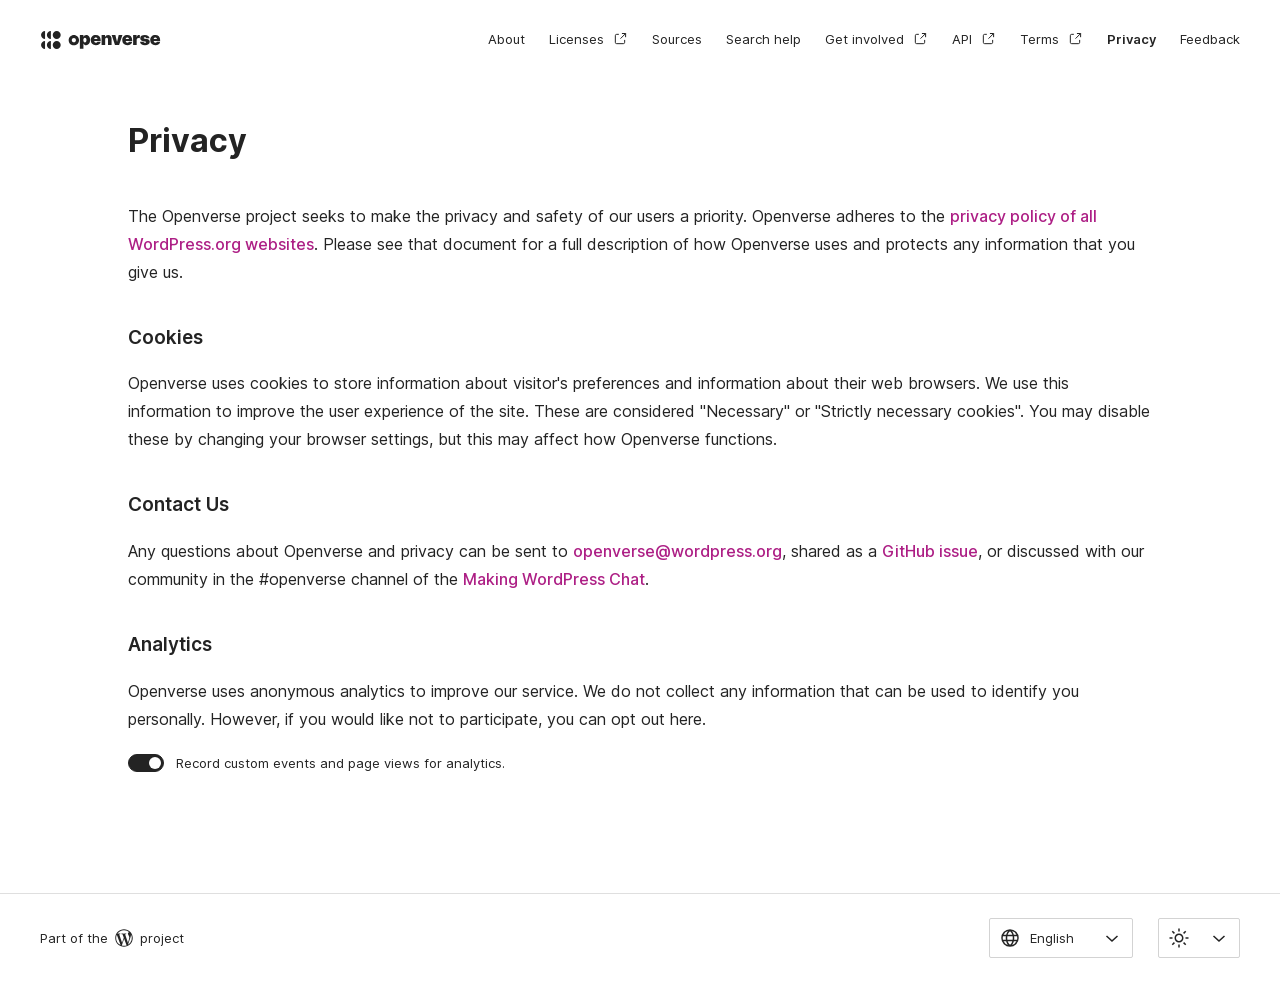 openverse
About Licenses Sources Search help Get involved API Terms Privacy Feedback
Privacy
The Openverse project seeks to make the privacy and safety of our users a priority. Openverse adheres to the privacy policy of all
WordPress.org websites. Please see that document for a full description of how Openverse uses and protects any information that you
give us.
Cookies
Openverse uses cookies to store information about visitor's preferences and information about their web browsers. We use this
information to improve the user experience of the site. These are considered "Necessary" or "Strictly necessary cookies". You may disable
these by changing your browser settings, but this may affect how Openverse functions.
Contact Us
Any questions about Openverse and privacy can be sent to openverse@wordpress.org, shared as a GitHub issue, or discussed with our
community in the #openverse channel of the Making WordPress Chat.
Analytics
Openverse uses anonymous analytics to improve our service. We do not collect any information that can be used to identify you
personally. However, if you would like not to participate, you can opt out here.
Record custom events and page views for analytics.
Part of the project
English